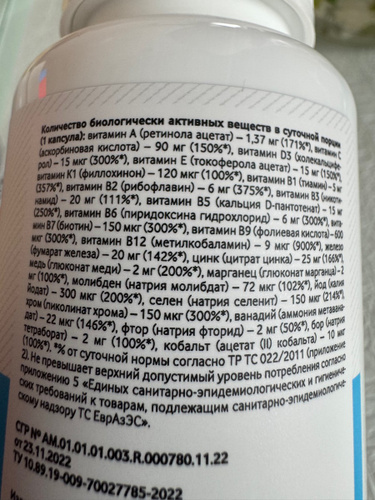 Количество биологически активных веществ в суточной порции
(1 капсула): витамин А (ретинола ацетат) – 1,37 мг (171%*), витамин С
(аскорбиновая кислота) – 90 мг (150%*), витамин D3 (холекальцифе-
рол) – 15 мкг (300%*), витамин Е (токоферола ацетат) – 15 мг (150%*),
витамин К1 (филлохинон) – 120 мкг (100%*), витамин В1 (тиамин) – 5 мг
(357%*), витамин В2 (рибофлавин) – 6 мг (375%*), витамин В3 (никоти-
намид) – 20 мг (111%*), витамин В5 (кальция D-пантотенат) – 15 мг
(250%*), витамин В6 (пиридоксина гидрохлорид) – 6 мг (300%*), вита-
мин В7 (биотин) – 150 мкг (300%*), витамин В9 (фолиевая кислота) – 600
мкг (300%*), витамин В12 (метилкобаламин) – 9 мкг (900%*), железо
(фумарат железа) – 20 мг (142%*), цинк (цитрат цинка) – 25 мг (166%*),
медь (глюконат меди) – 2 мг (200%*), марганец (глюконат марганца) – 2
мг (100%*), молибден (натрия молибдат) – 72 мкг (102%*), йод (калия
йодат) – 300 мкг (200%*), селен (натрия селенит) – 150 мкг (214%*),
хром (пиколинат хрома) – 150 мкг (300%*), ванадий (аммония метавана-
дат) – 22 мкг (146%*), фтор (натрия фторид) – 2 мг (50%*), бор (натрия
тетраборат) – 2 мг (100%*), кобальт (ацетат (II) кобальта) – 10 мкг
(100%*). *% от суточной нормы согласно ТР ТС 022/2011 (приложение
2). Не превышает верхний допустимый уровень потребления согласно
приложению 5 «Единых санитарно-эпидемиологических и гигиениче-
ских требований к товарам, подлежащим санитарно-эпидемиологиче-
скому надзору ТС ЕврАзЭС».
СГР № AM.01.01.01.003.R.000780.11.22
от 23.11.2022
ТУ 10.89.19-009-70027785-2022